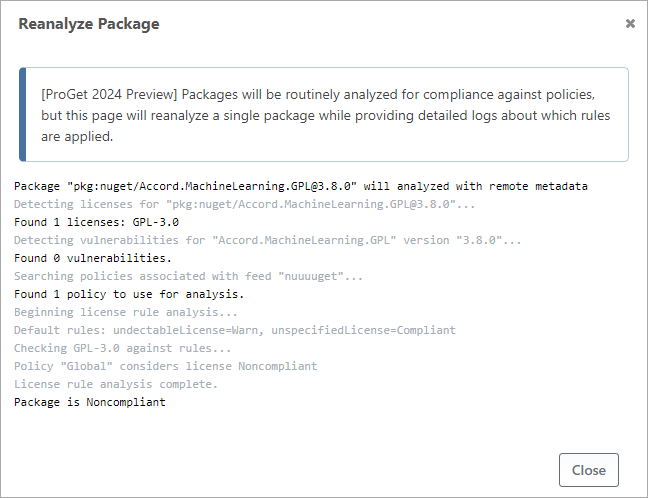 Reanalyze Package
✖
[ProGet 2024 Preview] Packages will be routinely analyzed for compliance against policies,
but this page will reanalyze a single package while providing detailed logs about which rules
are applied.
Package "pkg:nuget/Accord.MachineLearning.GPL@3.8.0" will analyzed with remote metadata
Detecting licenses for "pkg:nuget/Accord.MachineLearning.GPL@3.8.0"...
Found 1 licenses: GPL-3.0
Detecting vulnerabilities for "Accord.MachineLearning.GPL" version "3.8.0"...
Found 0 vulnerabilities.
Searching policies associated with feed "nuuuget"...
Found 1 policy to use for analysis.
Beginning license rule analysis...
Default rules: undectableLicense=Warn, unspecifiedLicense=Compliant
Checking GPL-3.0 against rules...
Policy "Global" considers license Noncompliant
License rule analysis complete.
Package is Noncompliant
Close